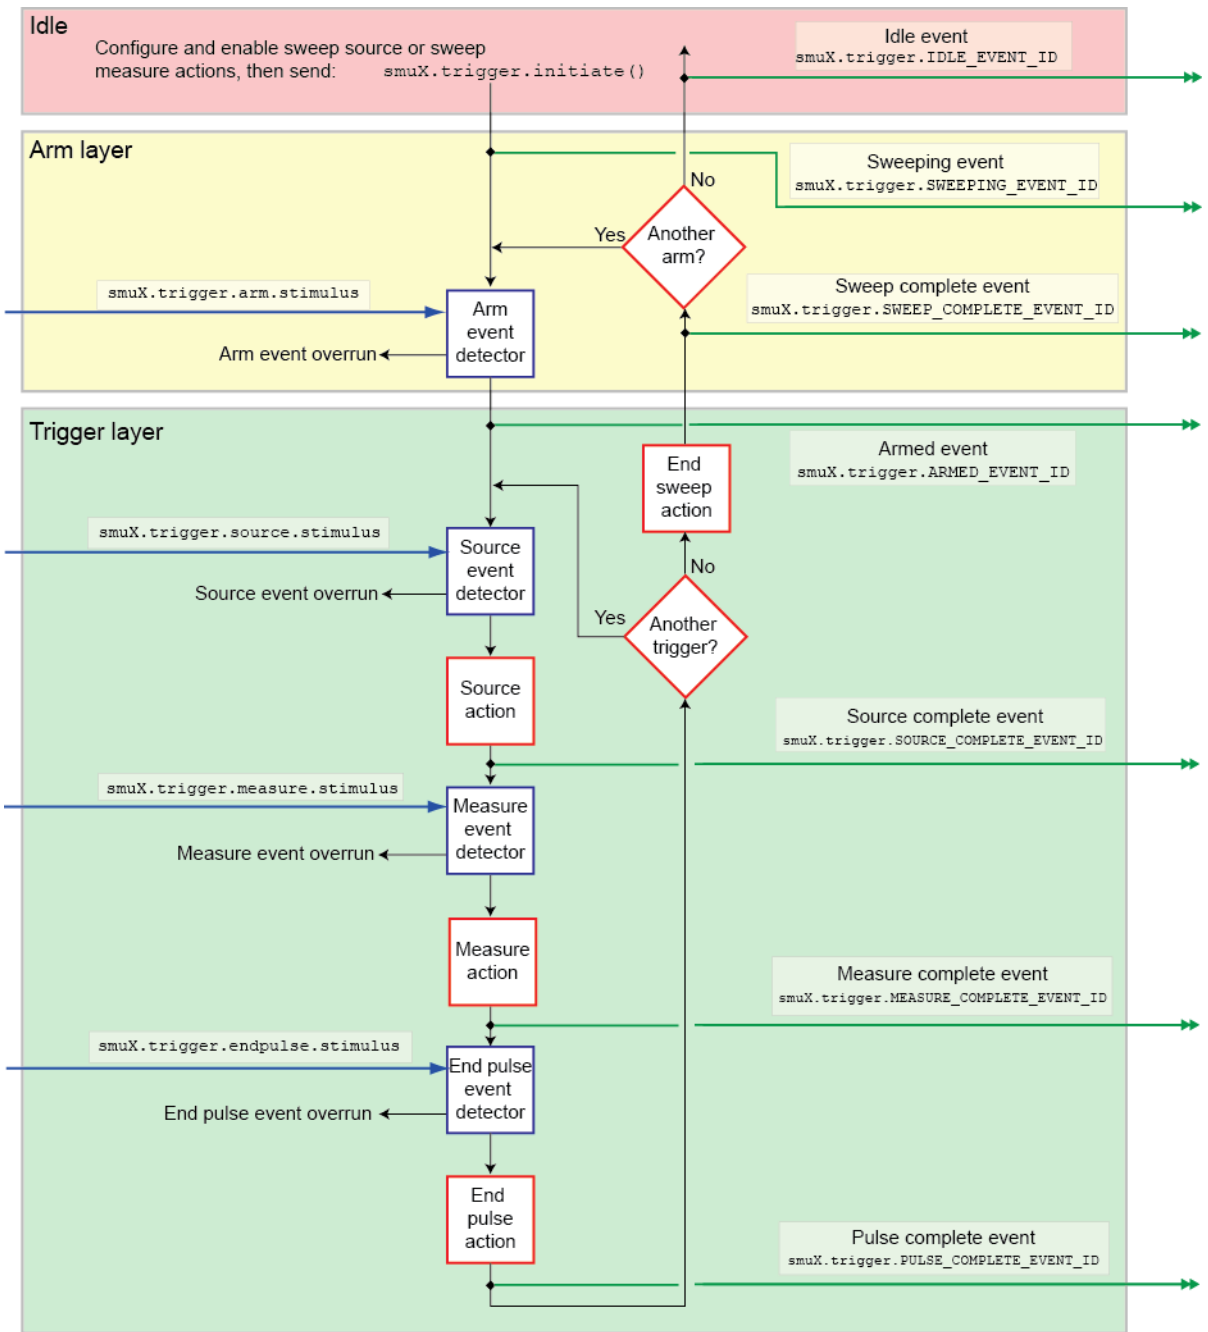 Idle
Configure and enable sweep source or sweep
measure actions, then send: smuX.trigger.initiate()
Idle event
smuX.trigger.IDLE_EVENT_ID
Arm layer
Sweeping event
smuX.trigger.SWEEPING_EVENT_ID
No
Yes
Another
arm?
Sweep complete event
smuX.trigger.SWEEP_COMPLETE_EVENT_ID
smuX.trigger.arm.stimulus
Arm
event
detector
Arm event overrun
Trigger layer
Armed event
smuX.trigger.ARMED_EVENT_ID
End
sweep
action
smuX.trigger.source.stimulus
Source
event
detector
Source event overrun
No
Yes
Another
trigger?
Source
action
Source complete event
smuX.trigger.SOURCE_COMPLETE_EVENT_ID
smuX.trigger.measure.stimulus
Measure
event
detector
Measure event overrun
Measure
action
Measure complete event
smuX.trigger.MEASURE_COMPLETE_EVENT_ID
smuX.trigger.endpulse.stimulus
End pulse
event
detector
End pulse event overrun
End
pulse
action
Pulse complete event
smuX.trigger.PULSE_COMPLETE_EVENT_ID